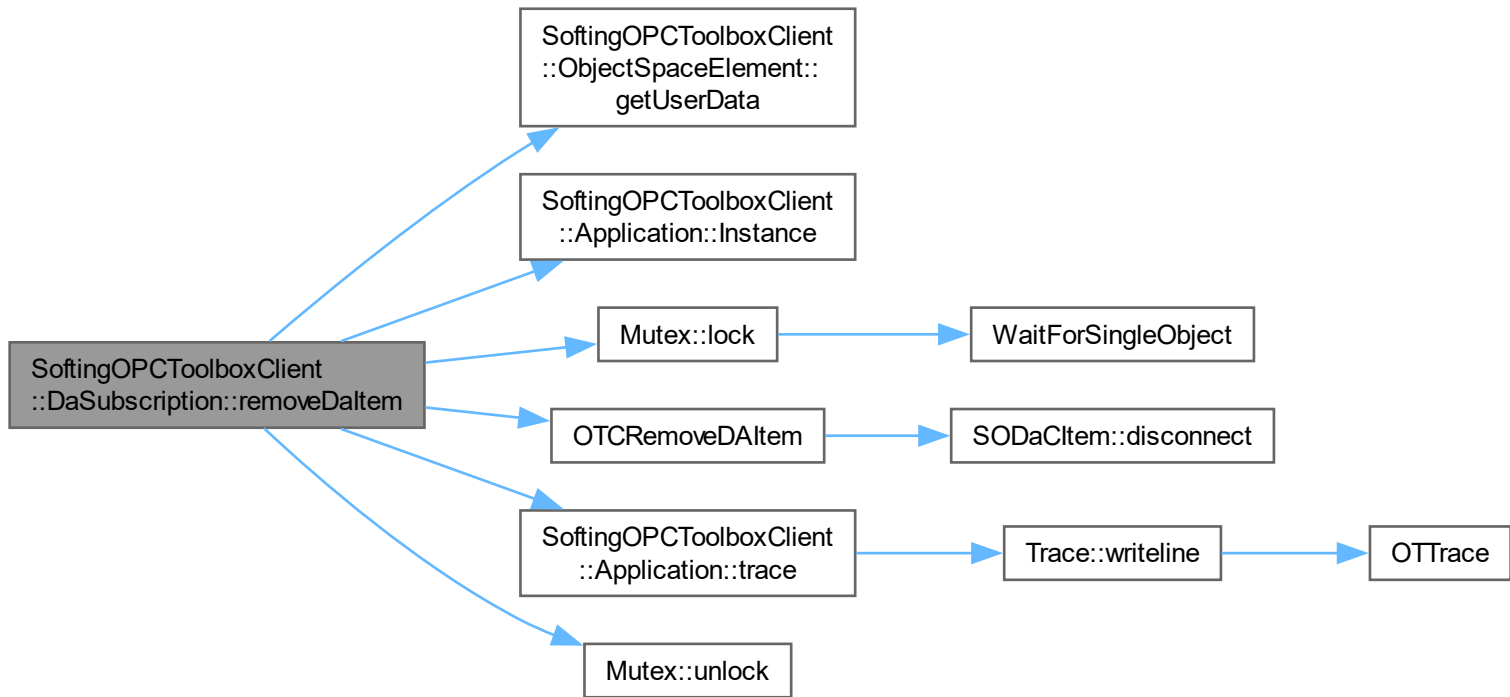 SoftingOPCToolboxClient
::ObjectSpaceElement::
getUserData
SoftingOPCToolboxClient
::Application::Instance
Mutex::lock
WaitForSingleObject
SoftingOPCToolboxClient
::DaSubscription::removeDaItem
OTCRemoveDAItem
SODaCItem::disconnect
SoftingOPCToolboxClient
::Application::trace
Trace::writeline
OTTrace
Mutex::unlock